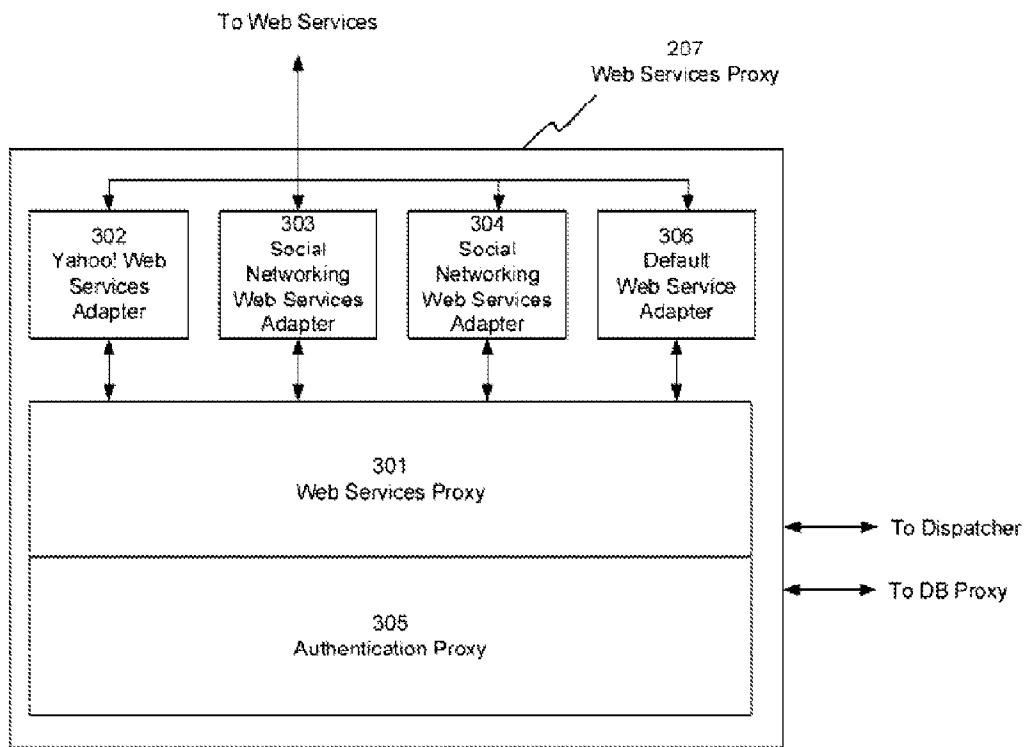 To Web Services
207
Web Services Proxy
302
Yahoo! Web
Services
Adapter
303
Social
Networking
Web Services
Adapter
304
Social
Networking
Web Services
Adapter
306
Default
Web Service
Adapter
301
Web Services Proxy
To Dispatcher
To DB Proxy
305
Authentication Proxy